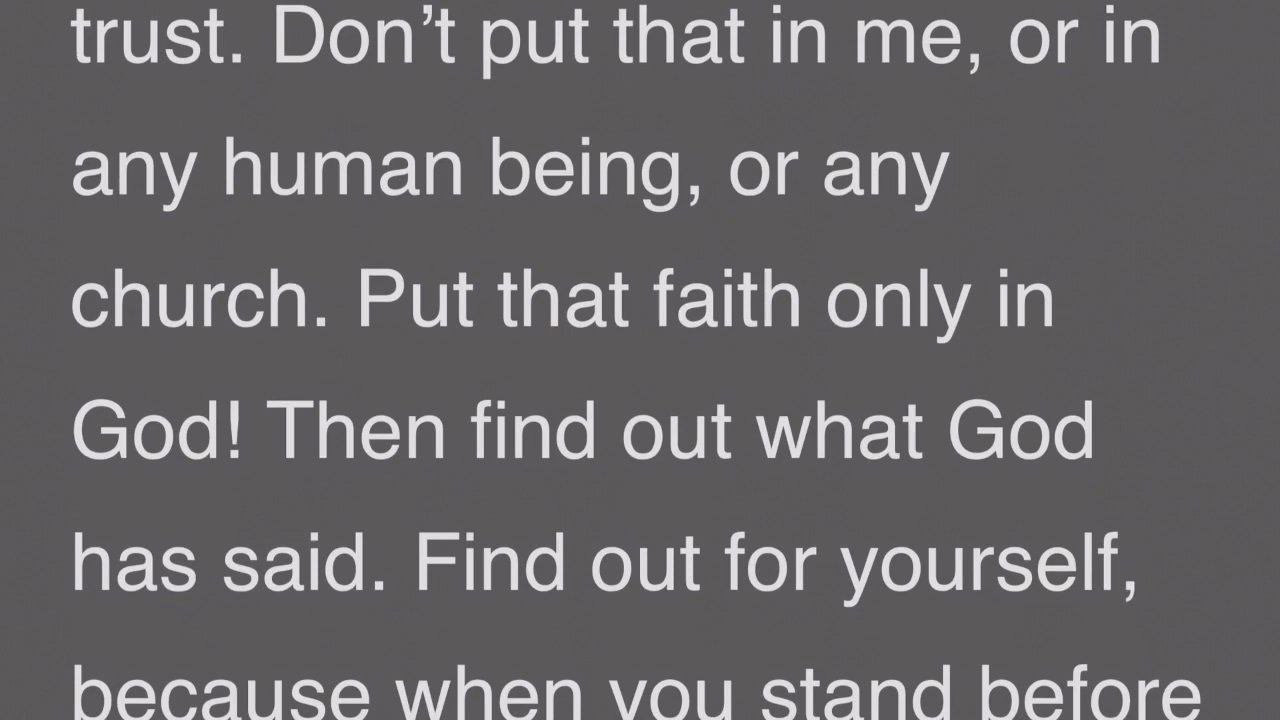 trust. Don’t put that in me, or in
any human being, or any
church. Put that faith only in
God! Then find out what God
has said. Find out for yourself,
because when you stand before